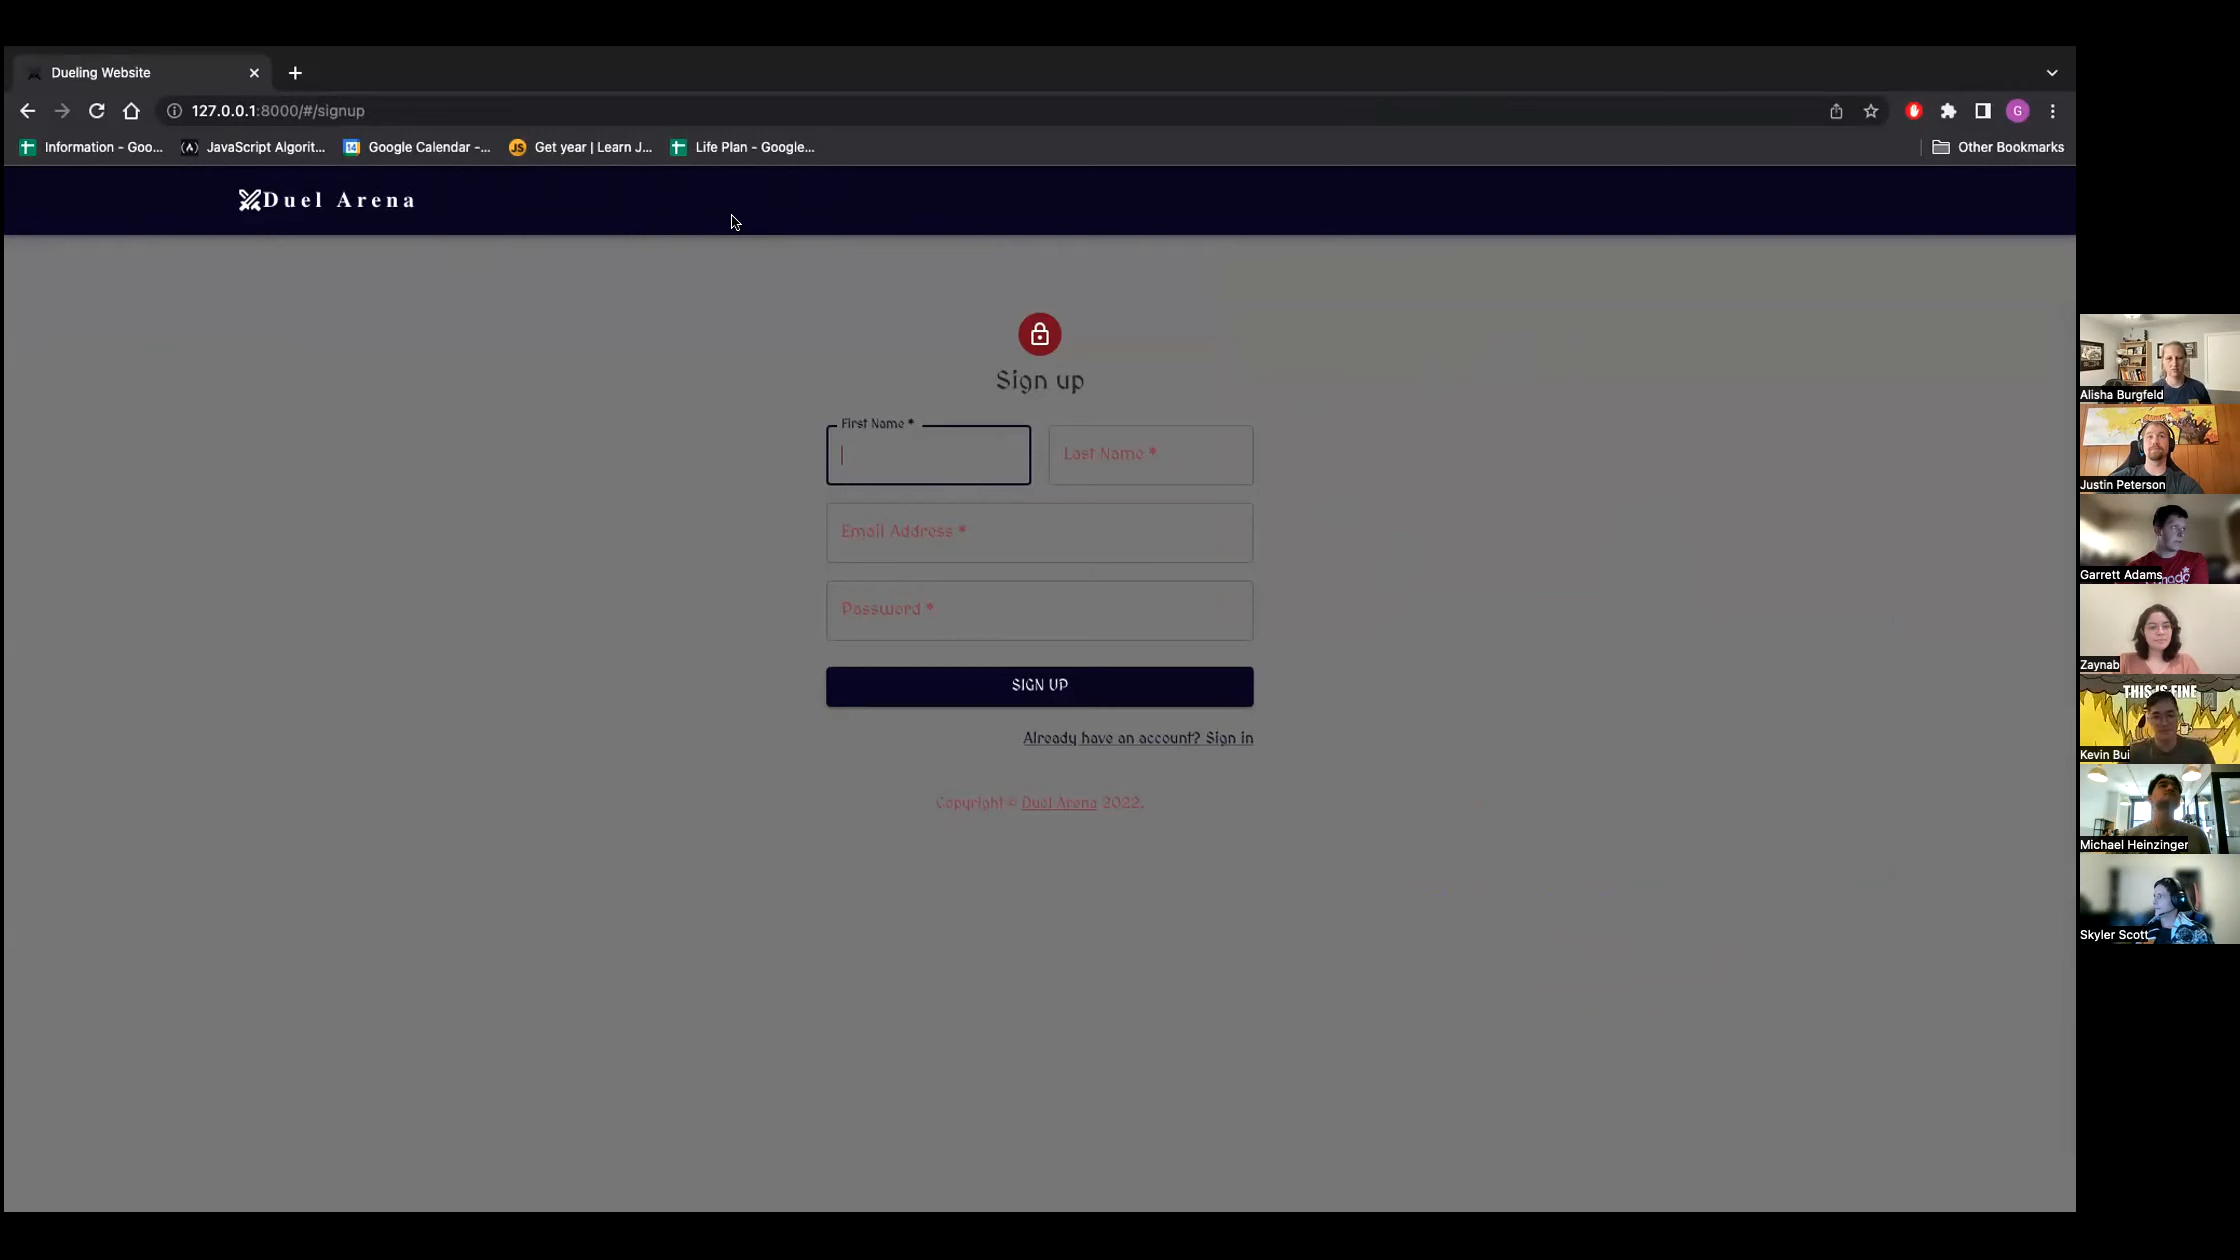 Dueling Website
127.0.0.1:8000/#/signup
Information - Goo...
JavaScript Algorit...
Google Calendar -...
Get year | Learn J...
Life Plan - Google...
Other Bookmarks
G
14
JS
Duel Arena
Sign up
First Name *
Last Name *
Email Address *
Password *
SIGN UP
Already have an account? Sign in
Copyright © Duel Arena 2022.
Alisha Burgfeld
Justin Peterson
Garrett Adams
Zaynab
THIS IS FINE
Kevin Bui
Michael Heinzinger
Skyler Scott